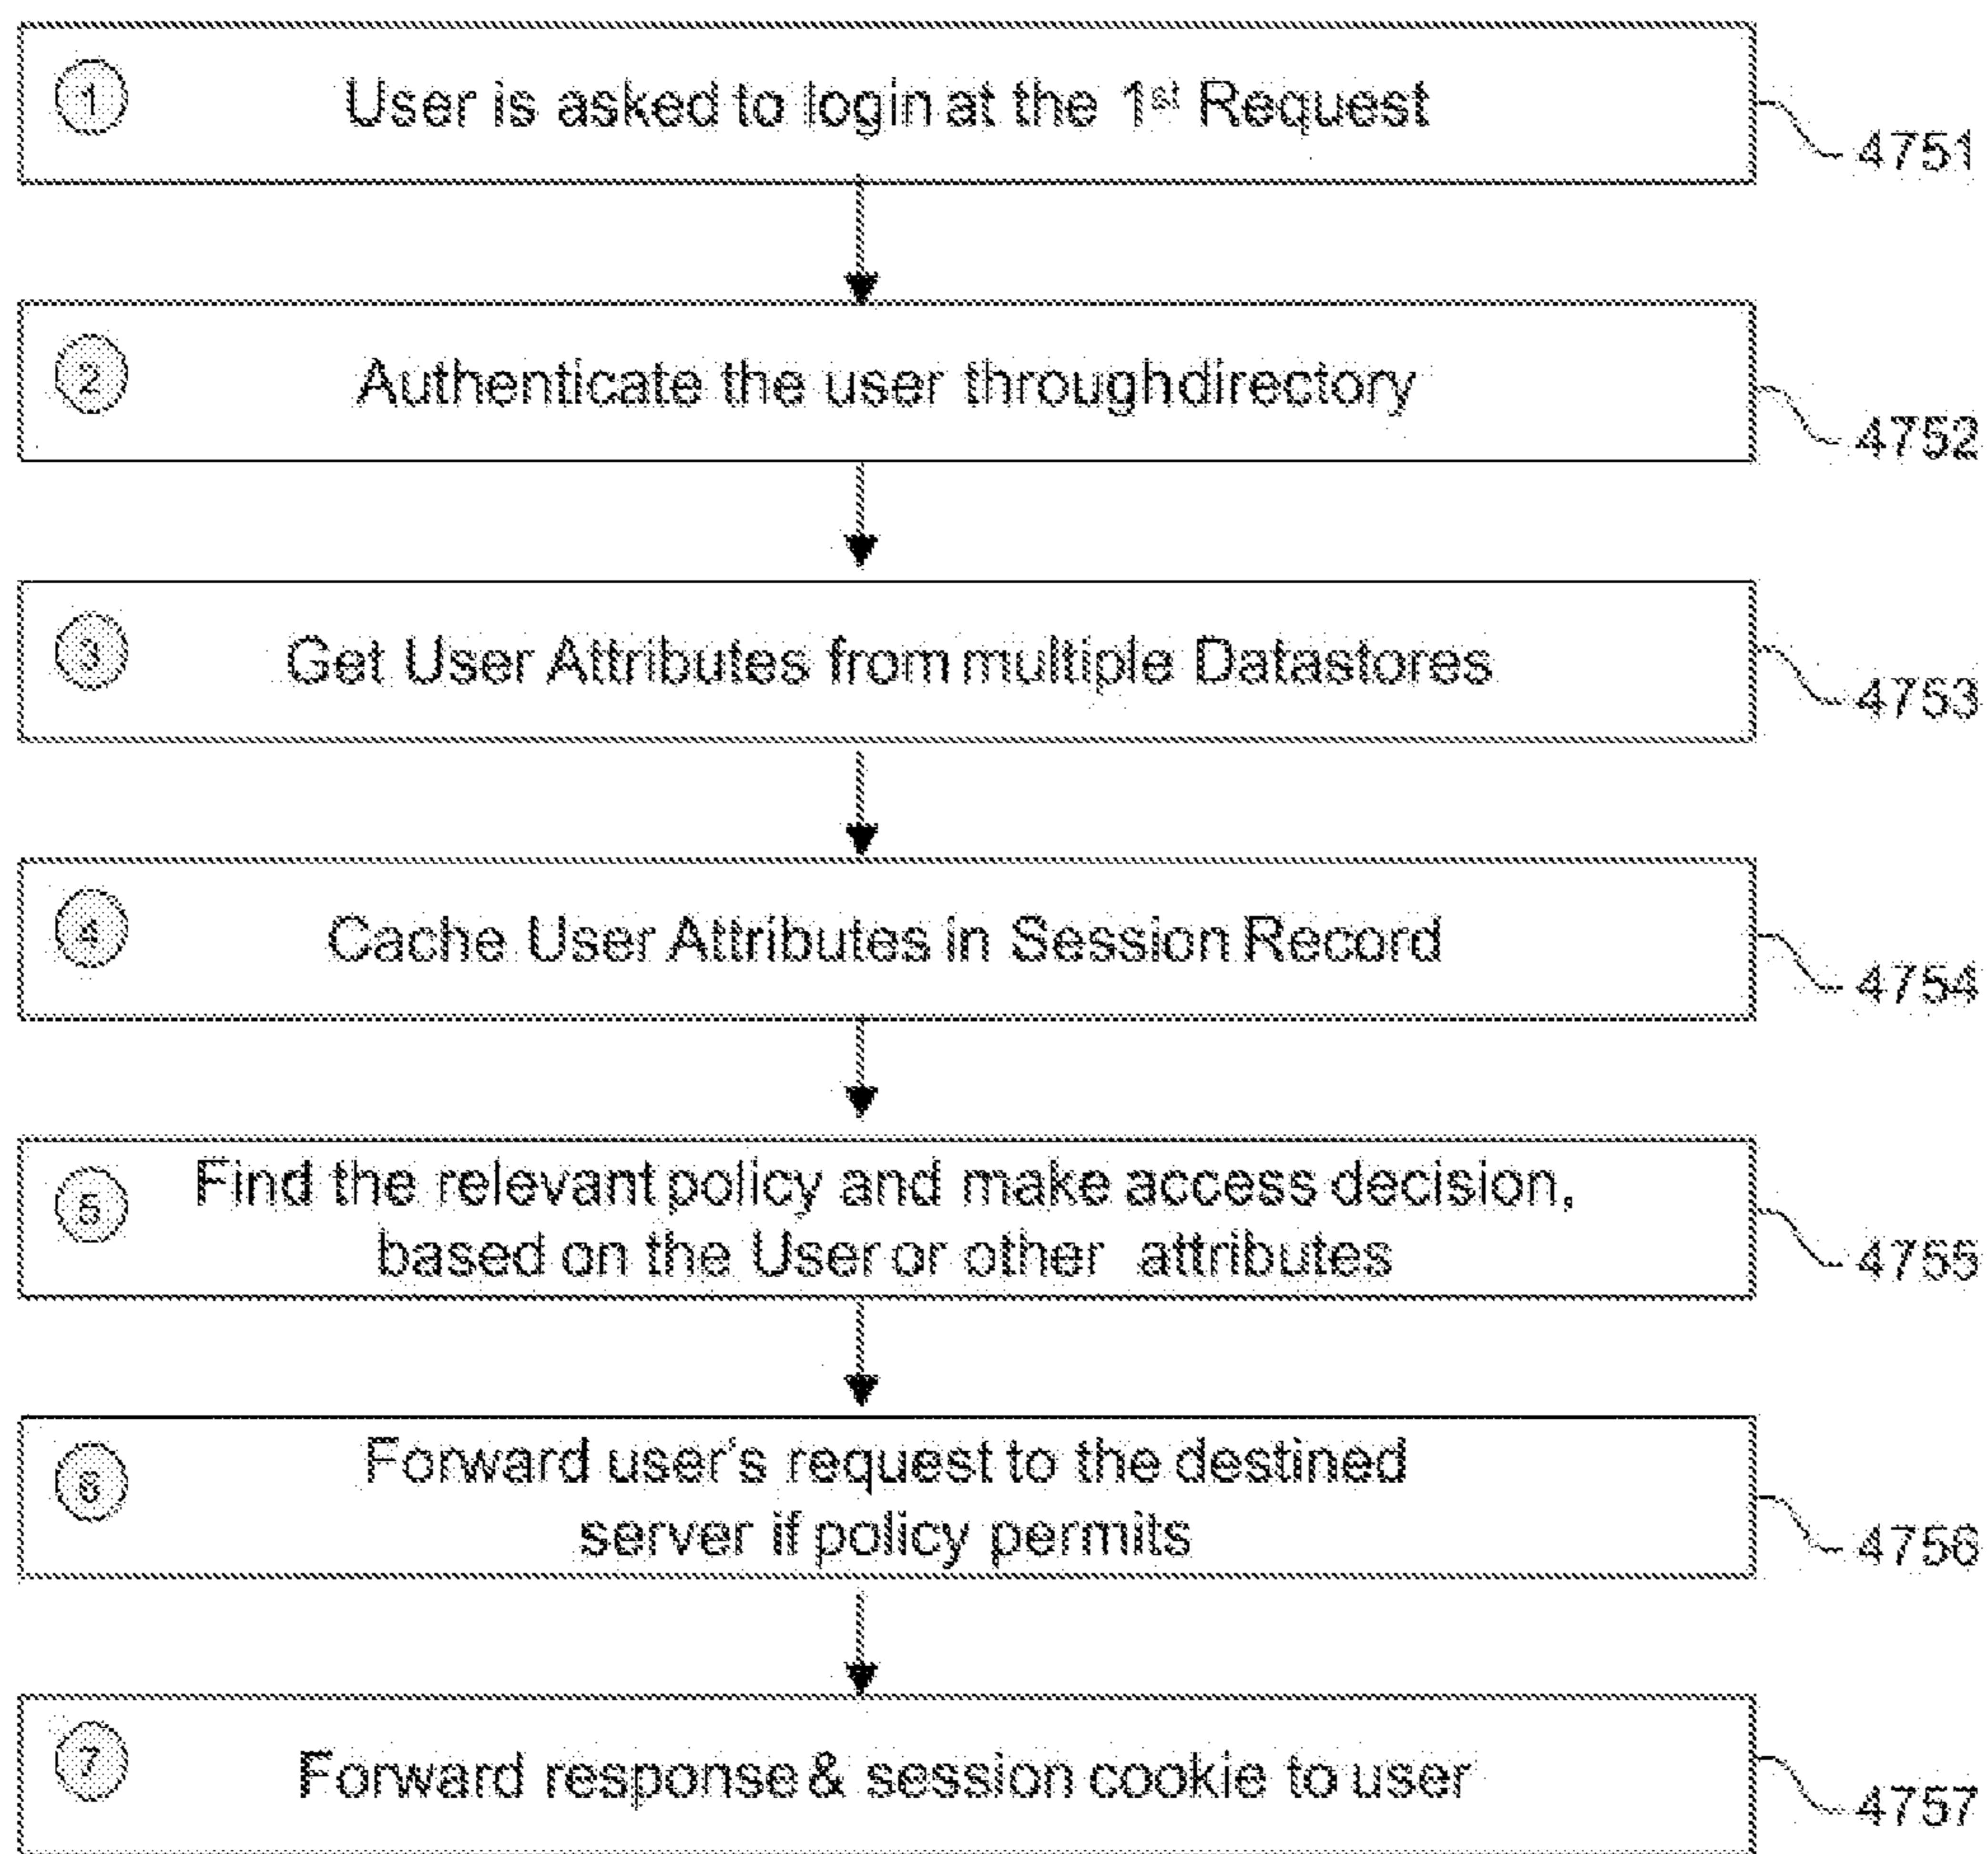 1
User is asked to login at the 1st Request
4751
2
Authenticate the user through directory
4752
3
Get User Attributes from multiple Datastores
4753
4
Cache User Attributes in Session Record
4754
5
Find the relevant policy and make access decision,
based on the User or other attributes
4755
6
Forward user's request to the destined
server if policy permits
4756
7
Forward response & session cookie to user
4757